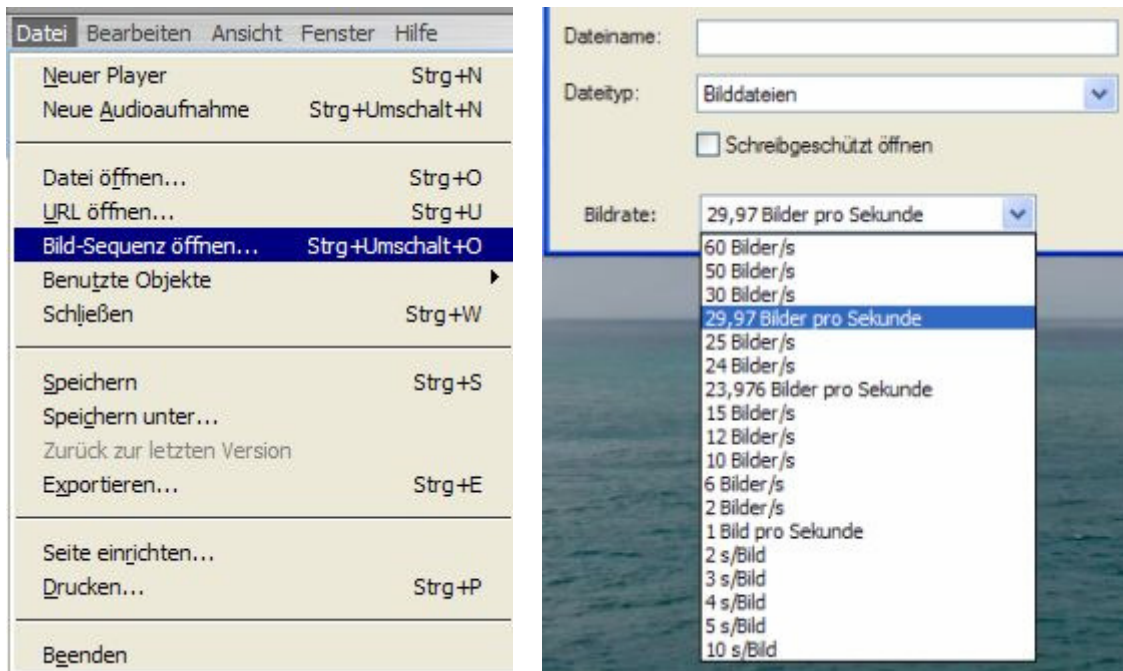 Datei Bearbeiten Ansicht Fenster Hilfe
Neuer Player Strg+N
Neue Audioaufnahme Strg+Umschalt+N
Datei öffnen... Strg+O
URL öffnen... Strg+U
Bild-Sequenz öffnen... Strg+Umschalt+O
Benutzte Objekte
Schließen Strg+W
Speichern Strg+S
Speichern unter...
Zurück zur letzten Version
Exportieren... Strg+E
Seite einrichten...
Drucken... Strg+P
Beenden
Dateiname:
Dateityp: Bilddateien
Schreibgeschützt öffnen
Bildrate: 29,97 Bilder pro Sekunde
60 Bilder/s
50 Bilder/s
30 Bilder/s
29,97 Bilder pro Sekunde
25 Bilder/s
24 Bilder/s
23,976 Bilder pro Sekunde
15 Bilder/s
12 Bilder/s
10 Bilder/s
6 Bilder/s
2 Bilder/s
1 Bild pro Sekunde
2 s/Bild
3 s/Bild
4 s/Bild
5 s/Bild
10 s/Bild